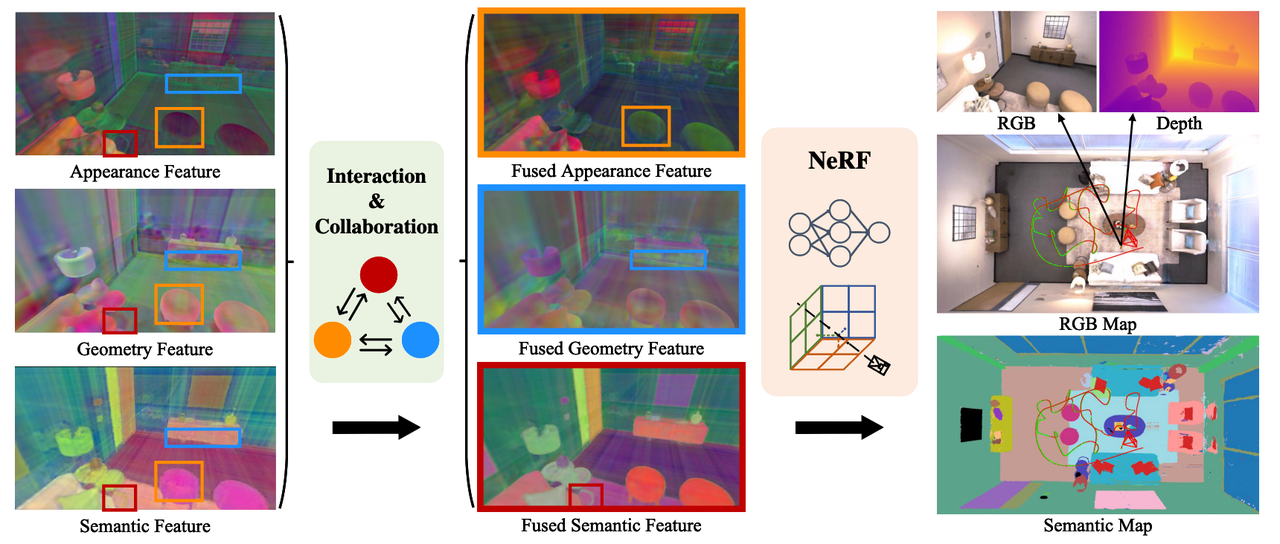 Appearance Feature
Geometry Feature
Semantic Feature
Interaction
&
Collaboration
Fused Appearance Feature
Fused Geometry Feature
Fused Semantic Feature
NeRF
RGB
Depth
RGB Map
Semantic Map